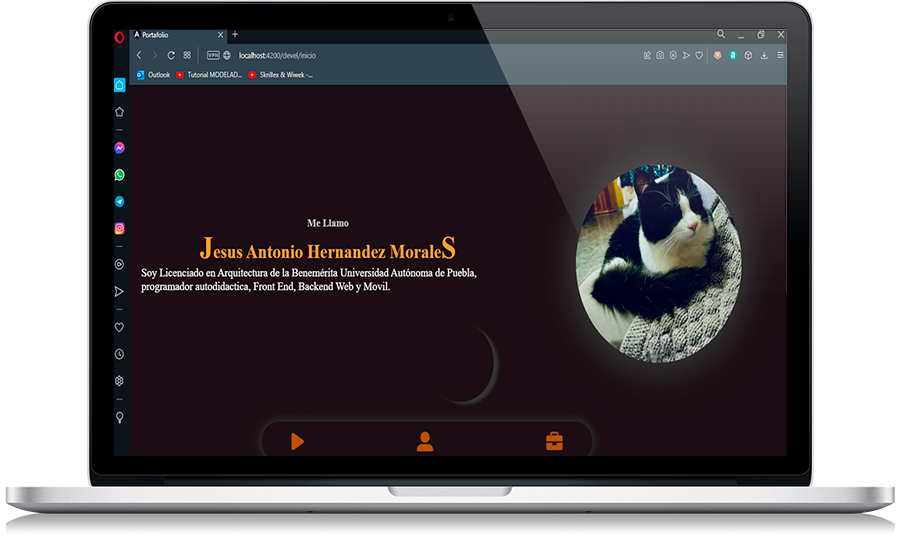 Portafolio
VPN
localhost:4200/devel/inicio
Outlook
Tutorial MODELAD...
Skrillex & Wiwek -...
Me Llamo
Jesus Antonio Hernandez MoraleS
Soy Licenciado en Arquitectura de la Benemérita Universidad Autónoma de Puebla,
programador autodidactica, Front End, Backend Web y Movil.